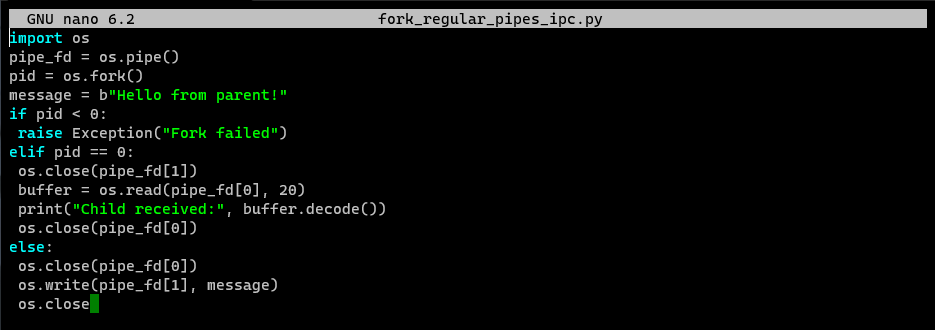 GNU nano 6.2 fork_regular_pipes_ipc.py
import os
pipe_fd = os.pipe()
pid = os.fork()
message = b"Hello from parent!"
if pid < 0:
 raise Exception("Fork failed")
elif pid == 0:
 os.close(pipe_fd[1])
 buffer = os.read(pipe_fd[0], 20)
 print("Child received:", buffer.decode())
 os.close(pipe_fd[0])
else:
 os.close(pipe_fd[0])
 os.write(pipe_fd[1], message)
 os.close